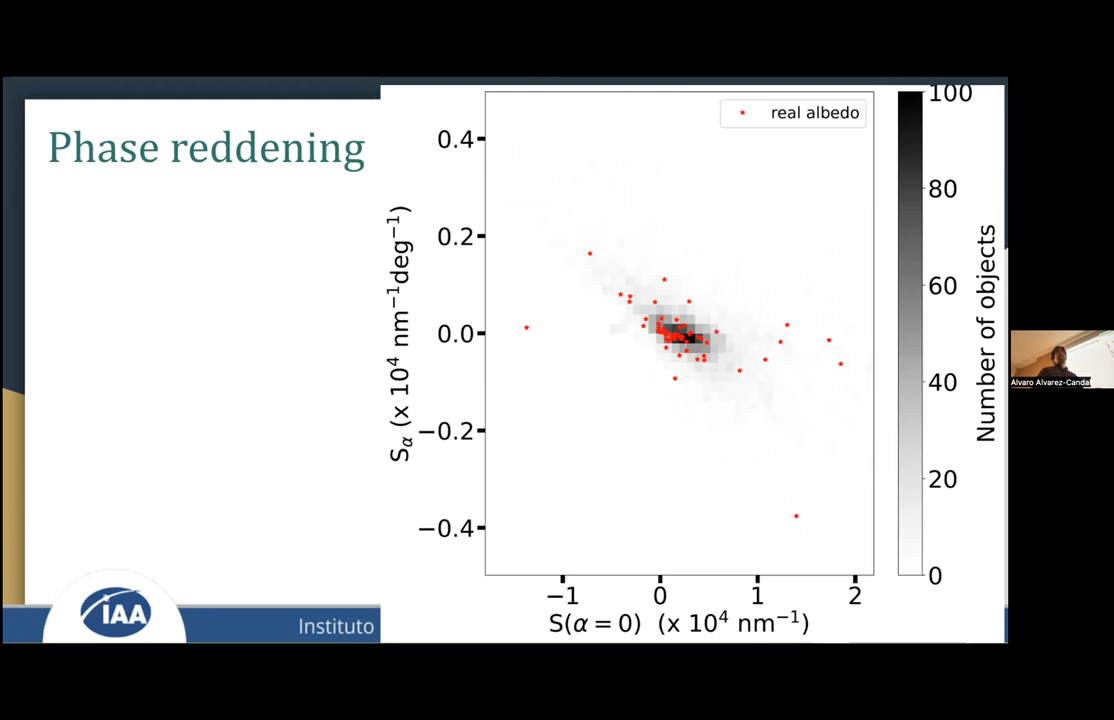 Phase reddening
real albedo
0.4
0.2
0.0
−0.2
−0.4
Sα (x 10⁴ nm⁻¹deg⁻¹)
−1
0
1
2
S(α = 0) (x 10⁴ nm⁻¹)
100
80
60
40
20
0
Number of objects
IAA
Instituto
Alvaro Alvarez-Candal